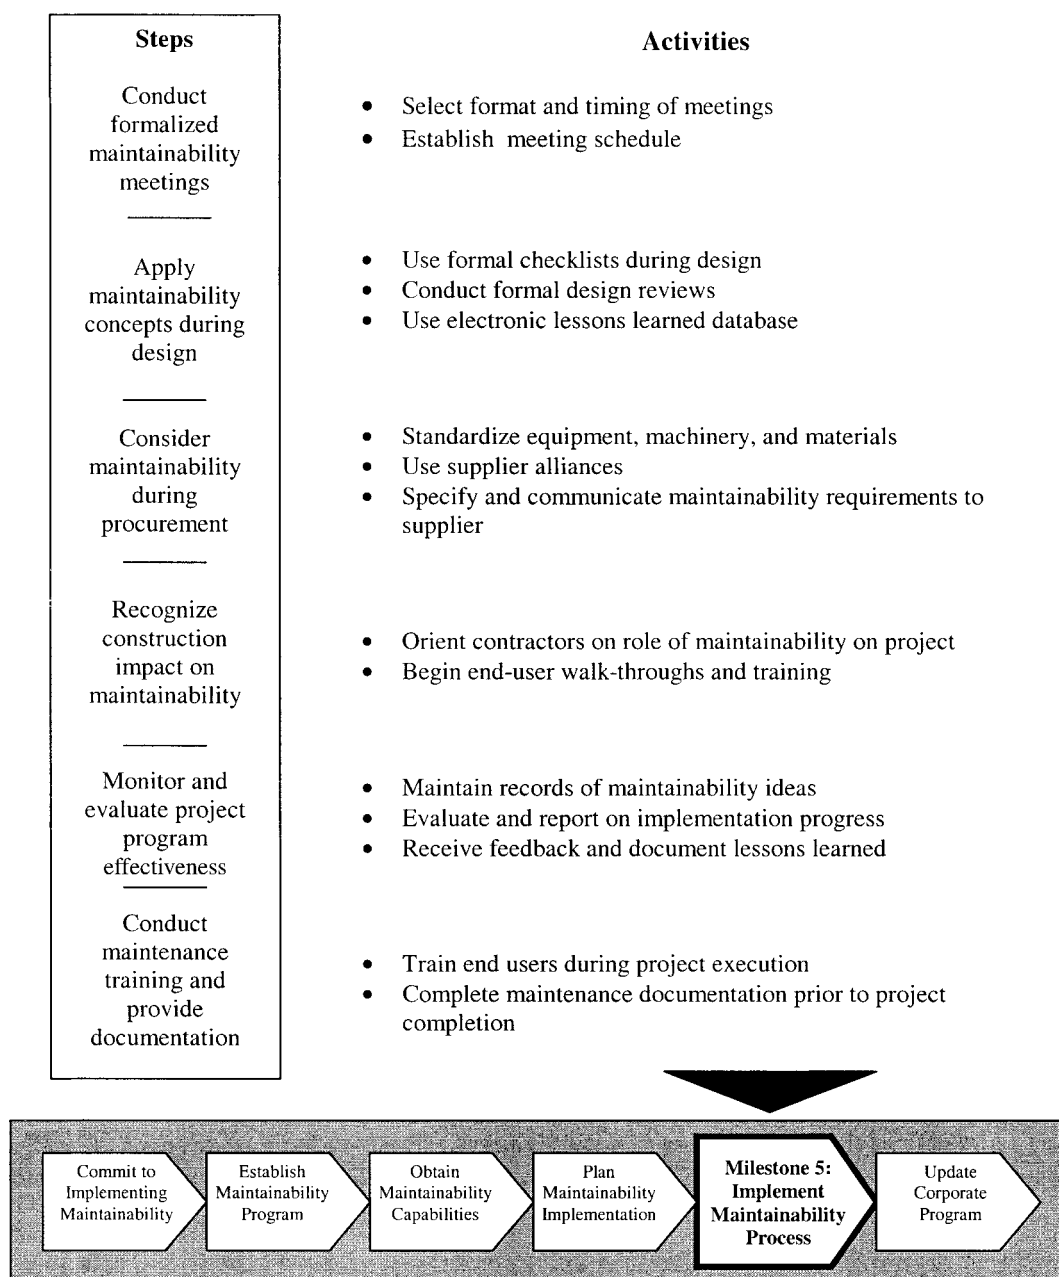 Steps
Activities
Conduct
formalized
maintainability
meetings
• Select format and timing of meetings
• Establish meeting schedule
Apply
maintainability
concepts during
design
• Use formal checklists during design
• Conduct formal design reviews
• Use electronic lessons learned database
Consider
maintainability
during
procurement
• Standardize equipment, machinery, and materials
• Use supplier alliances
• Specify and communicate maintainability requirements to
supplier
Recognize
construction
impact on
maintainability
• Orient contractors on role of maintainability on project
• Begin end-user walk-throughs and training
Monitor and
evaluate project
program
effectiveness
• Maintain records of maintainability ideas
• Evaluate and report on implementation progress
• Receive feedback and document lessons learned
Conduct
maintenance
training and
provide
documentation
• Train end users during project execution
• Complete maintenance documentation prior to project
completion
Commit to
Implementing
Maintainability
Establish
Maintainability
Program
Obtain
Maintainability
Capabilities
Plan
Maintainability
Implementation
Milestone 5:
Implement
Maintainability
Process
Update
Corporate
Program